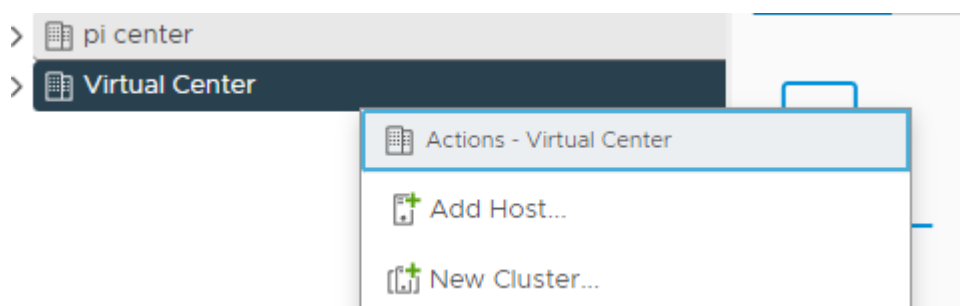 pi center
Virtual Center
Actions - Virtual Center
Add Host...
New Cluster...